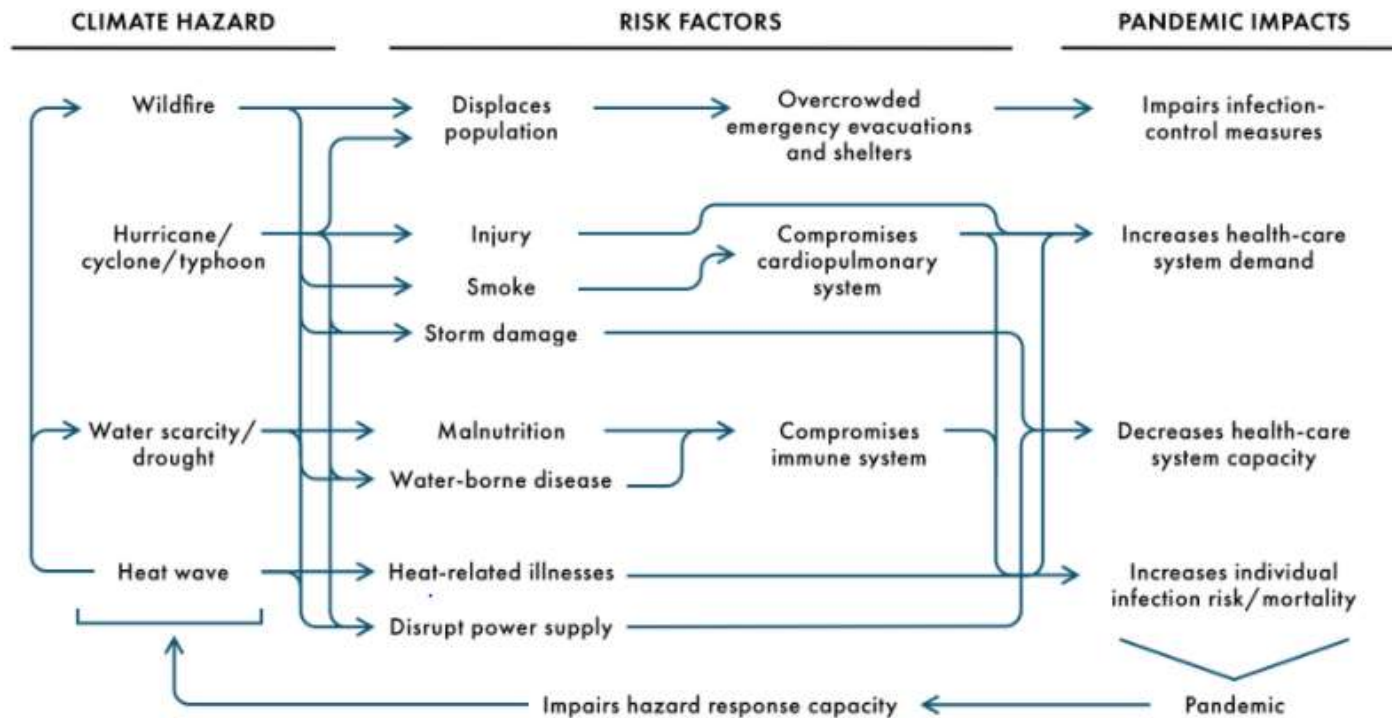 CLIMATE HAZARD
RISK FACTORS
PANDEMIC IMPACTS
Wildfire
Displaces
population
Overcrowded
emergency evacuations
and shelters
Impairs infection-
control measures
Hurricane/
cyclone/typhoon
Injury
Smoke
Storm damage
Compromises
cardiopulmonary
system
Increases health-care
system demand
Water scarcity/
drought
Malnutrition
Water-borne disease
Compromises
immune system
Decreases health-care
system capacity
Heat wave
Heat-related illnesses
Disrupt power supply
Increases individual
infection risk/mortality
Impairs hazard response capacity
Pandemic